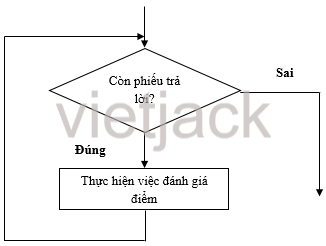 Còn phiếu trả
lời?
Sai
vietjack
Đúng
Thực hiện việc đánh giá
điểm